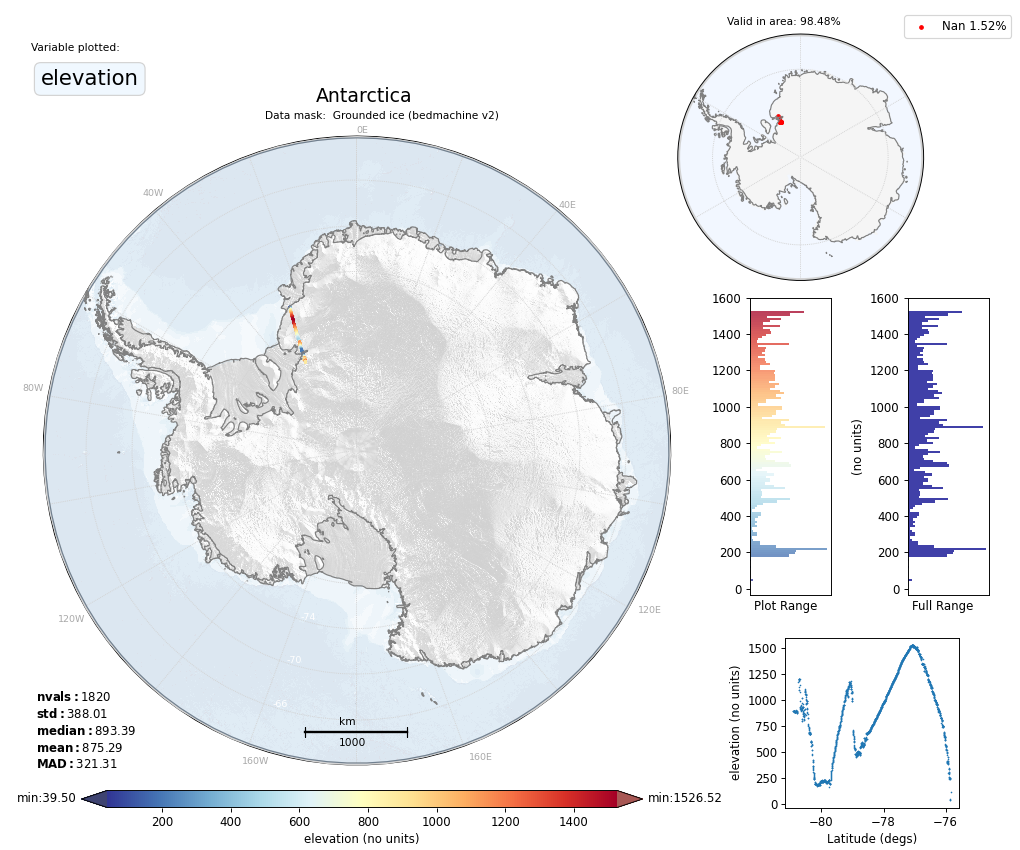 Variable plotted:
elevation
Antarctica
Data mask:  Grounded ice (bedmachine v2)
0E
40W
40E
80W
80E
120W
120E
160W
160E
-74
-70
-66
km
1000
nvals: 1820
std: 388.01
median: 893.39
mean: 875.29
MAD: 321.31
min:39.50
min:1526.52
200
400
600
800
1000
1200
1400
elevation (no units)
Valid in area: 98.48%
Nan 1.52%
1600
1400
1200
1000
800
600
400
200
0
Plot Range
(no units)
1600
1400
1200
1000
800
600
400
200
0
Full Range
elevation (no units)
1500
1250
1000
750
500
250
0
−80
−78
−76
Latitude (degs)